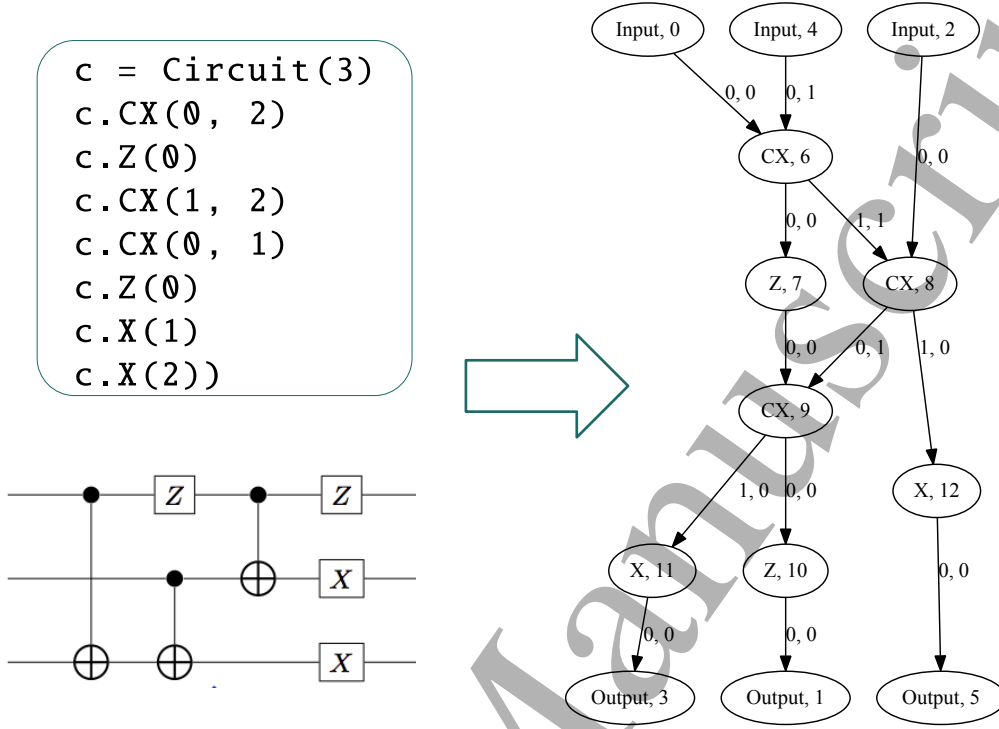 c = Circuit(3)
c.CX(0, 2)
c.Z(0)
c.CX(1, 2)
c.CX(0, 1)
c.Z(0)
c.X(1)
c.X(2))
Z
Z
X
X
Input, 0
Input, 4
Input, 2
0, 0
0, 1
0, 0
CX, 6
0, 0
1, 1
Z, 7
CX, 8
0, 0
0, 1
1, 0
CX, 9
1, 0
0, 0
X, 12
X, 11
Z, 10
0, 0
0, 0
0, 0
Output, 3
Output, 1
Output, 5